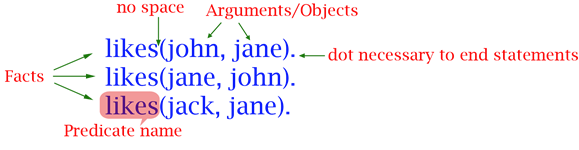 no space
Arguments/Objects
likes(john, jane).
dot necessary to end statements
Facts
likes(jane, john).
likes(jack, jane).
Predicate name